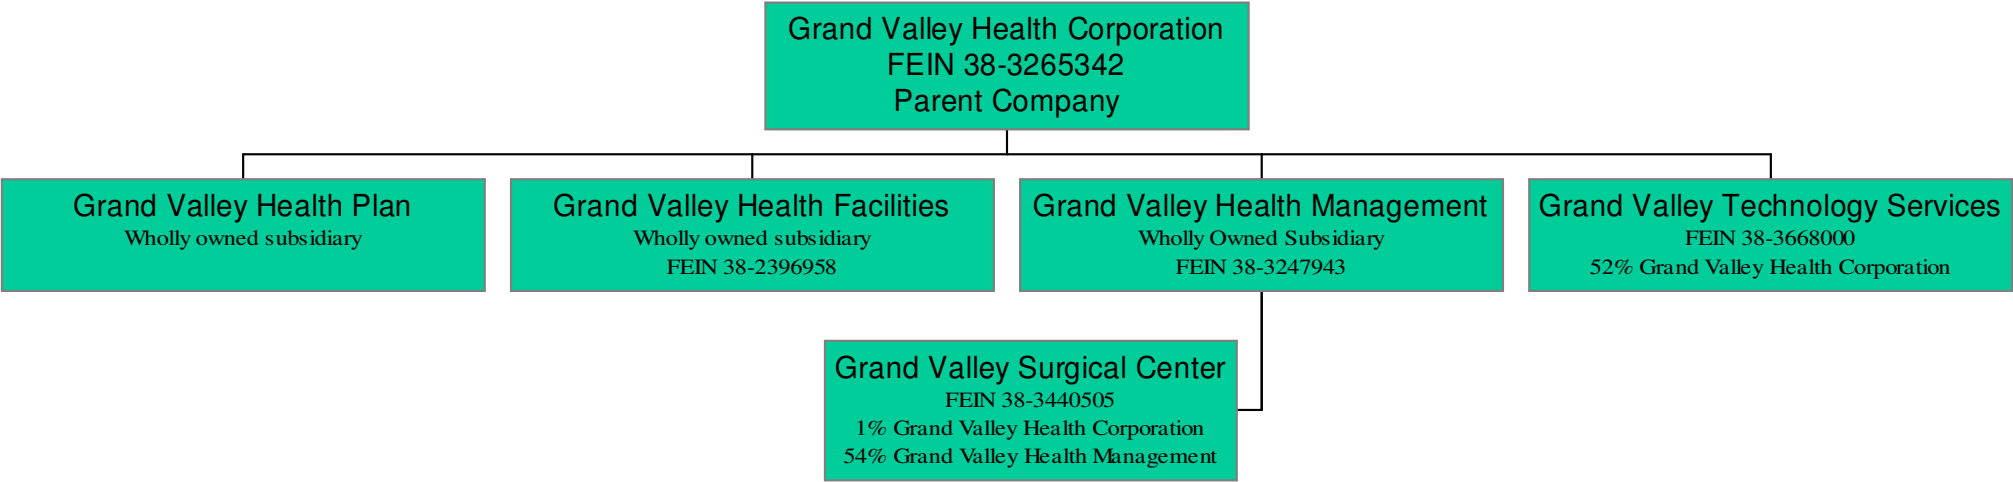 Grand Valley Health Corporation
FEIN 38-3265342
Parent Company
Grand Valley Health Plan
Wholly owned subsidiary
Grand Valley Health Facilities
Wholly owned subsidiary
FEIN 38-2396958
Grand Valley Health Management
Wholly Owned Subsidiary
FEIN 38-3247943
Grand Valley Technology Services
FEIN 38-3668000
52% Grand Valley Health Corporation
Grand Valley Surgical Center
FEIN 38-3440505
1% Grand Valley Health Corporation
54% Grand Valley Health Management